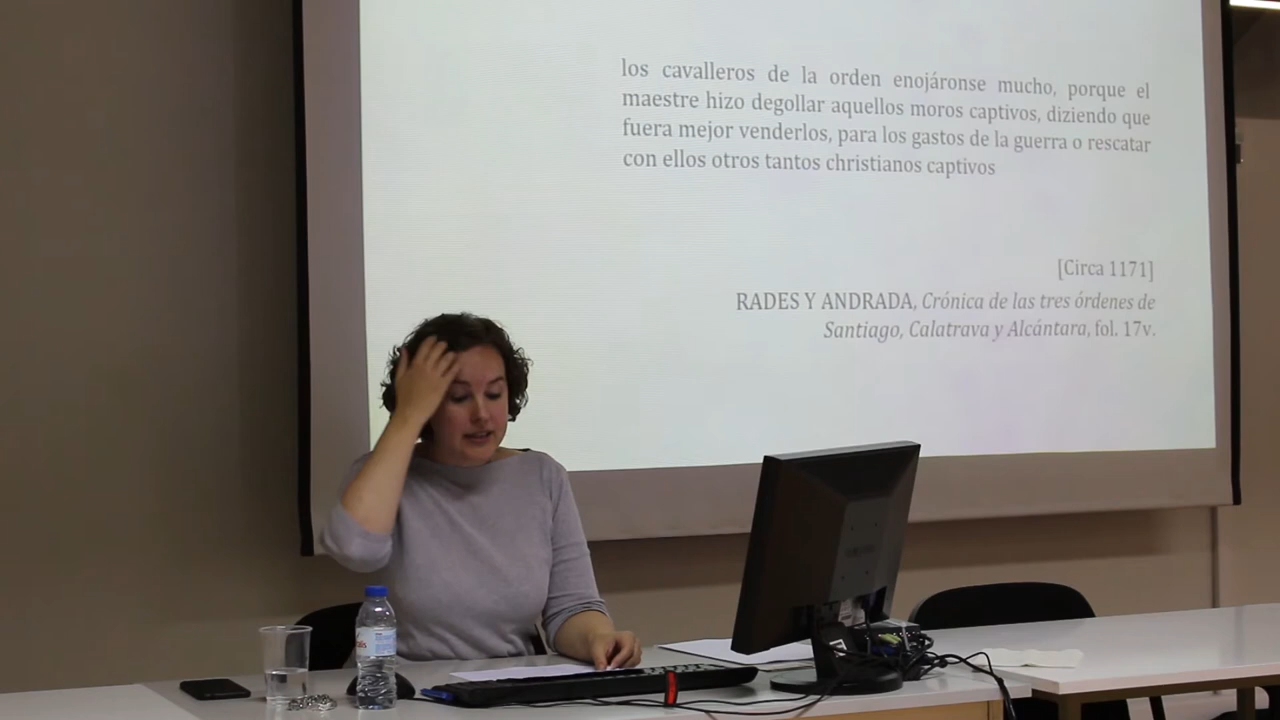 los cavalleros de la orden enojáronse mucho, porque el
maestre hizo degollar aquellos moros captivos, diziendo que
fuera mejor venderlos, para los gastos de la guerra o rescatar
con ellos otros tantos christianos captivos
[Circa 1171]
RADES Y ANDRADA, Crónica de las tres órdenes de
Santiago, Calatrava y Alcántara, fol. 17v.